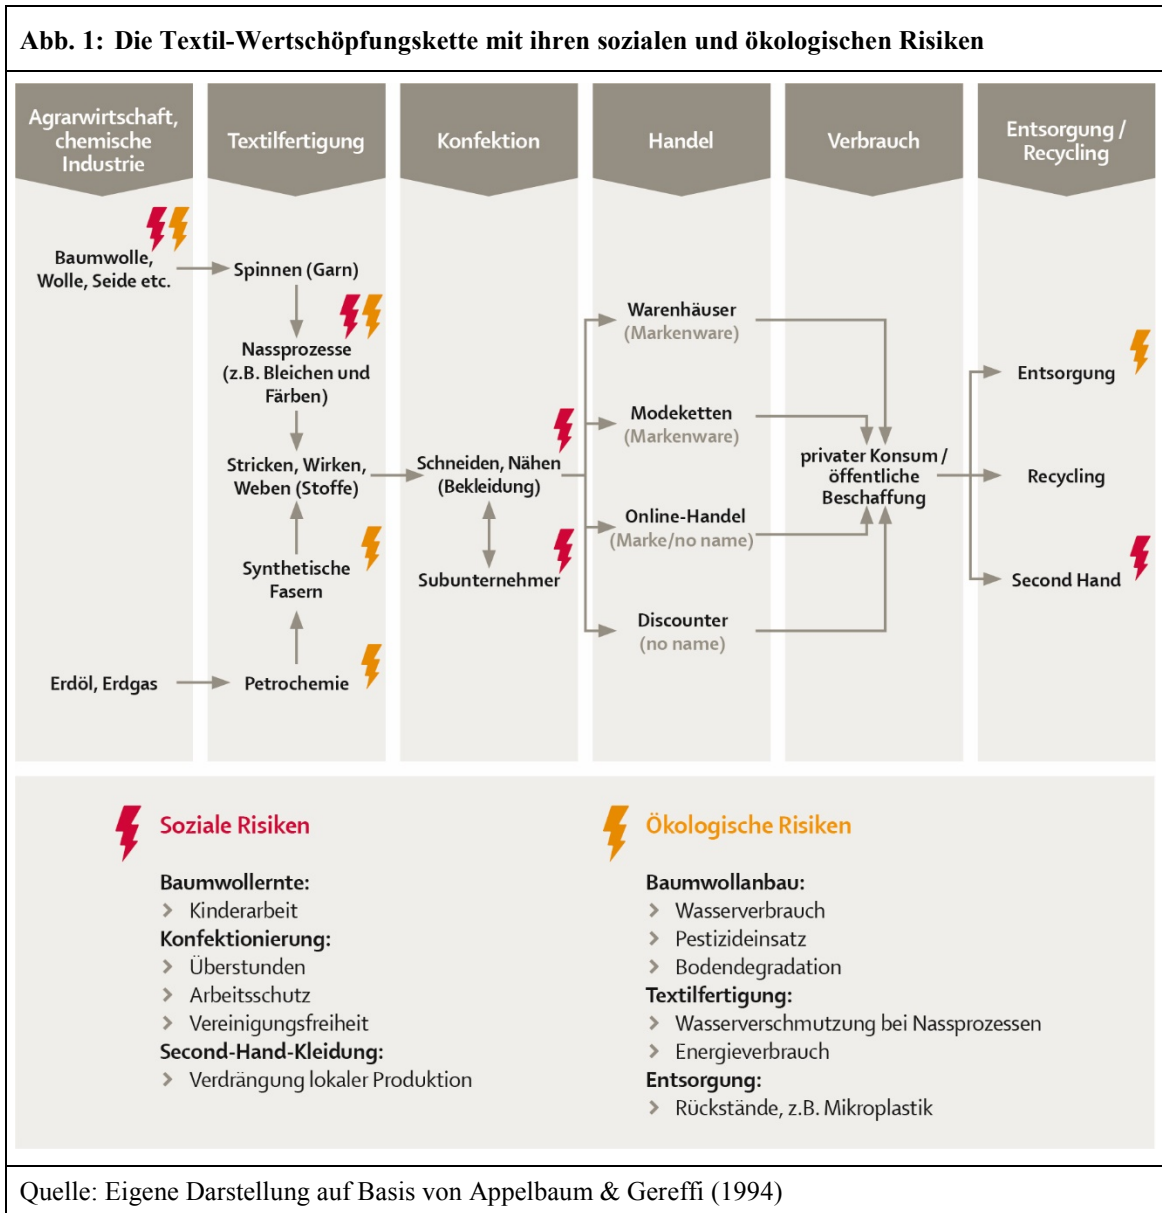 Abb. 1: Die Textil-Wertschöpfungskette mit ihren sozialen und ökologischen Risiken
Agrarwirtschaft,
chemische
Industrie
Textilfertigung
Konfektion
Handel
Verbrauch
Entsorgung /
Recycling
Baumwolle,
Wolle, Seide etc.
Erdöl, Erdgas
Spinnen (Garn)
Nassprozesse
(z.B. Bleichen und
Färben)
Stricken, Wirken,
Weben (Stoffe)
Synthetische
Fasern
Petrochemie
Schneiden, Nähen
(Bekleidung)
Subunternehmer
Warenhäuser
(Markenware)
Modeketten
(Markenware)
Online-Handel
(Marke/no name)
Discounter
(no name)
privater Konsum /
öffentliche
Beschaffung
Entsorgung
Recycling
Second Hand
Soziale Risiken
Baumwollernte:
Kinderarbeit
Konfektionierung:
Überstunden
Arbeitsschutz
Vereinigungsfreiheit
Second-Hand-Kleidung:
Verdrängung lokaler Produktion
Ökologische Risiken
Baumwollanbau:
Wasserverbrauch
Pestizideinsatz
Bodendegradation
Textilfertigung:
Wasserverschmutzung bei Nassprozessen
Energieverbrauch
Entsorgung:
Rückstände, z.B. Mikroplastik
Quelle: Eigene Darstellung auf Basis von Appelbaum & Gereffi (1994)